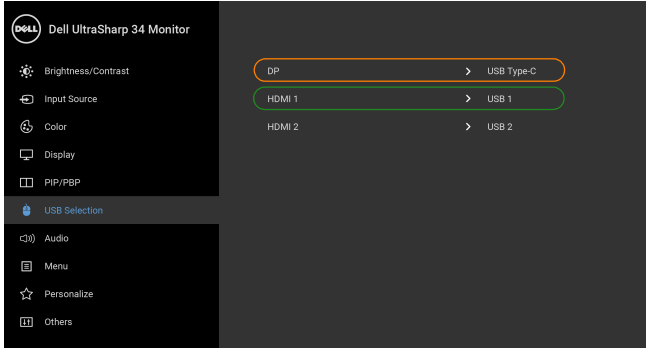 DELL Dell UltraSharp 34 Monitor
Brightness/Contrast
Input Source
Color
Display
PIP/PBP
USB Selection
Audio
Menu
Personalize
Others
DP > USB Type-C
HDMI 1 > USB 1
HDMI 2 > USB 2